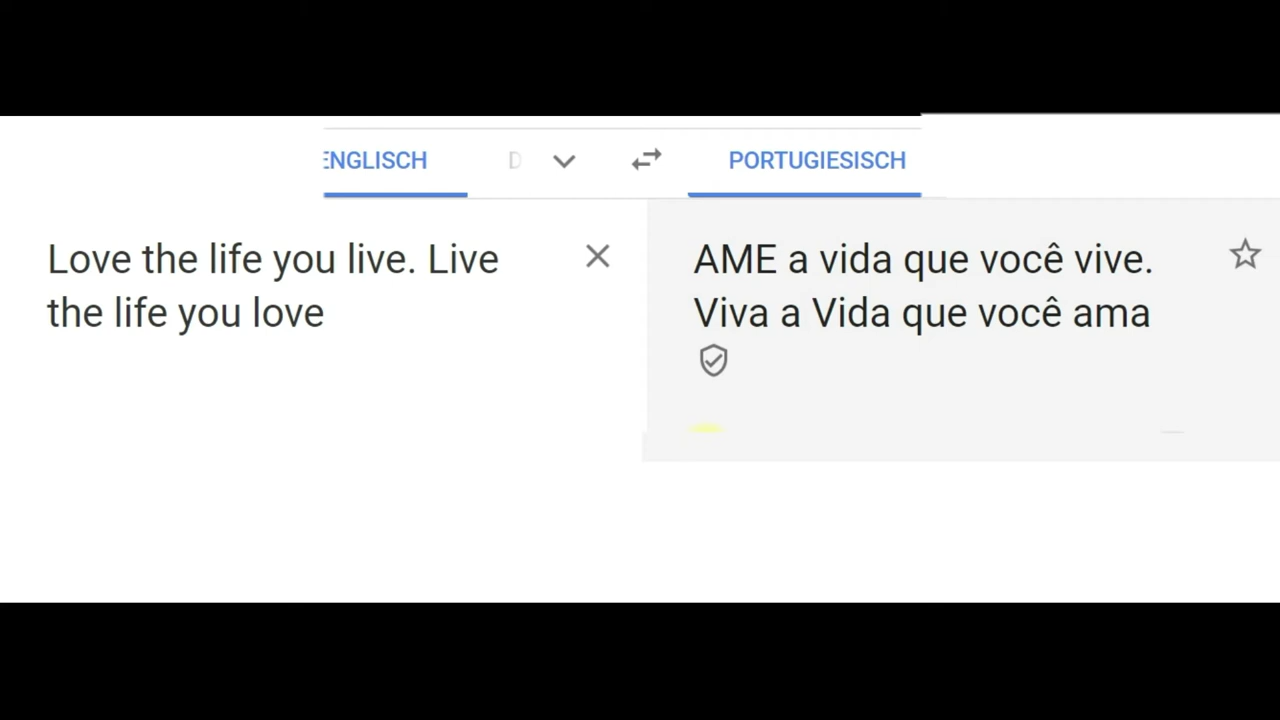 ENGLISCH D PORTUGIESISCH
Love the life you live. Live
the life you love
AME a vida que você vive.
Viva a Vida que você ama